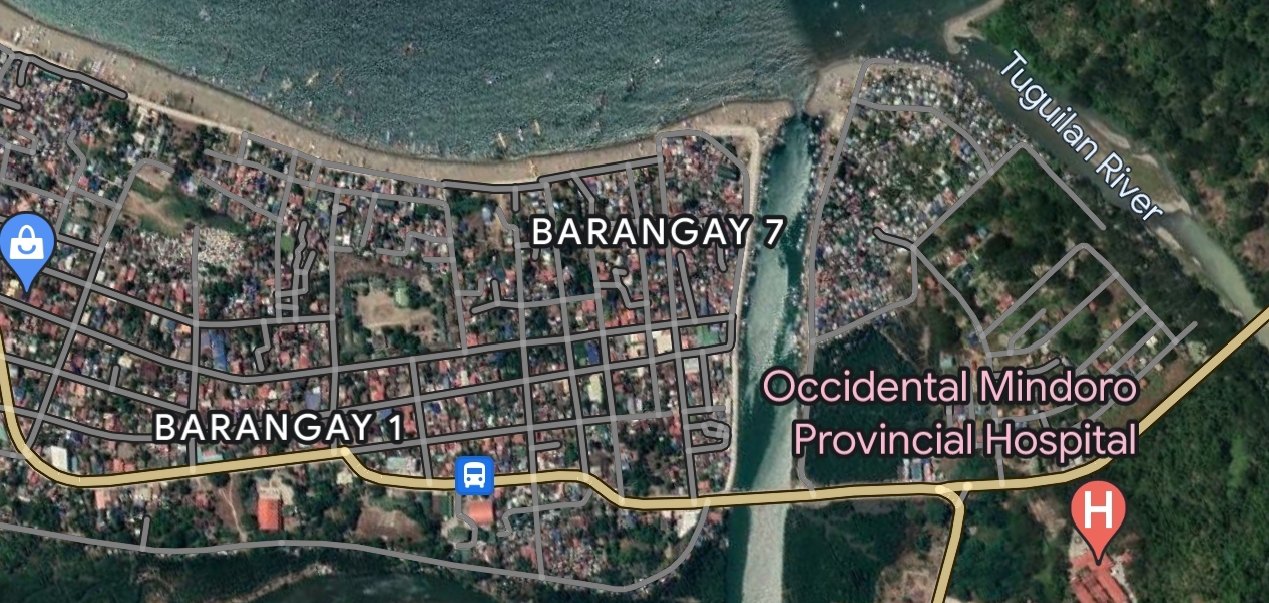 Tuguilan River
BARANGAY 7
Occidental Mindoro
Provincial Hospital
BARANGAY 1
H